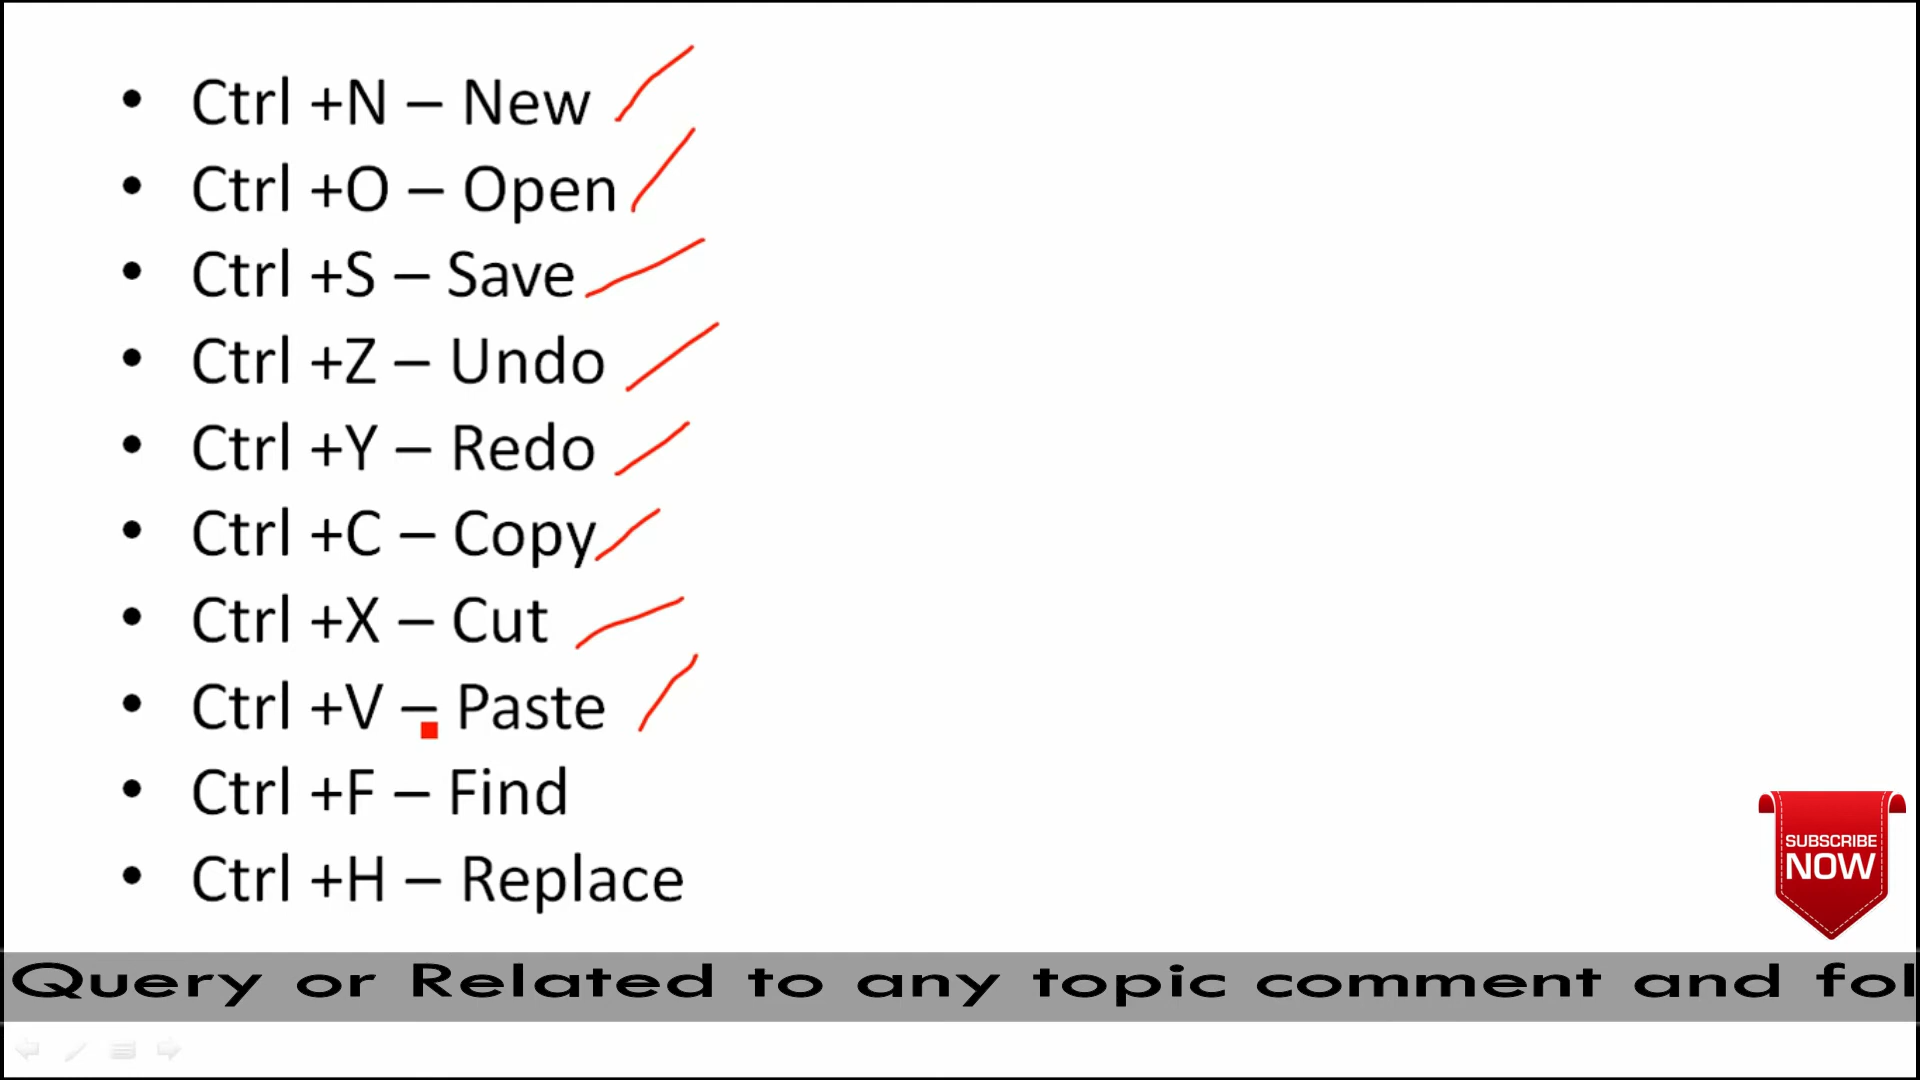 • Ctrl +N – New
• Ctrl +O – Open
• Ctrl +S – Save
• Ctrl +Z – Undo
• Ctrl +Y – Redo
• Ctrl +C – Copy
• Ctrl +X – Cut
• Ctrl +V – Paste
• Ctrl +F – Find
• Ctrl +H – Replace
SUBSCRIBE
NOW
Query or Related to any topic comment and fol